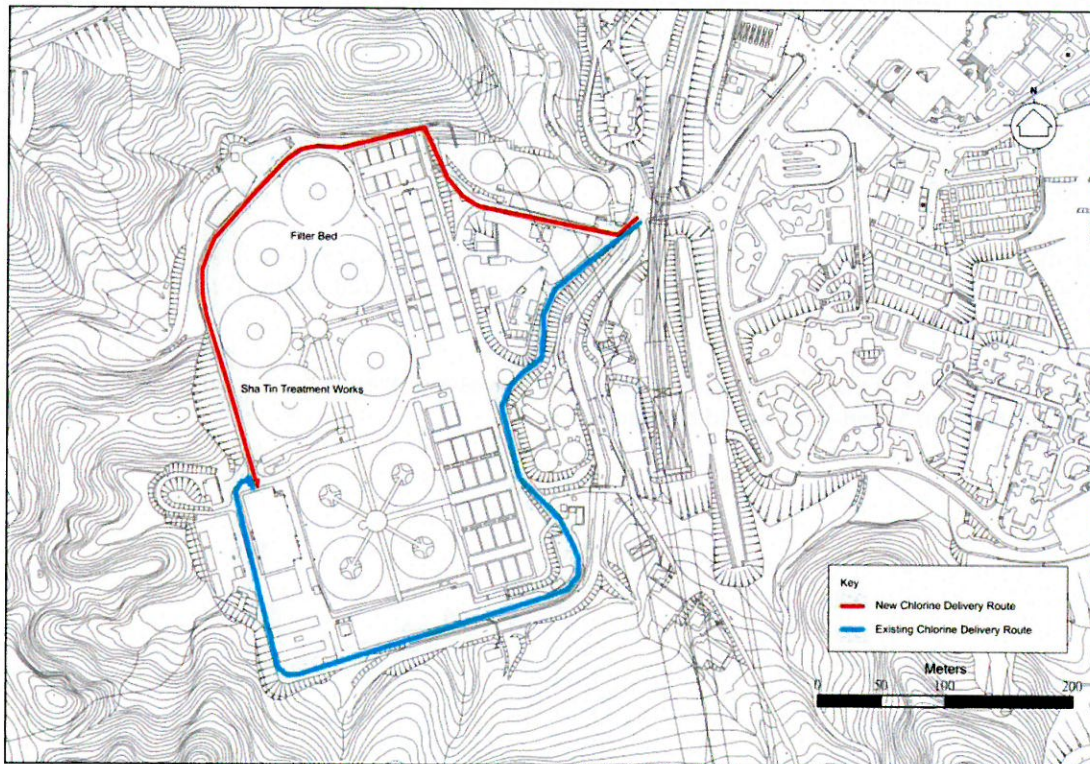 N
Filter Bed
Sha Tin Treatment Works
Key
New Chlorine Delivery Route
Existing Chlorine Delivery Route
Meters
0 50 100 200